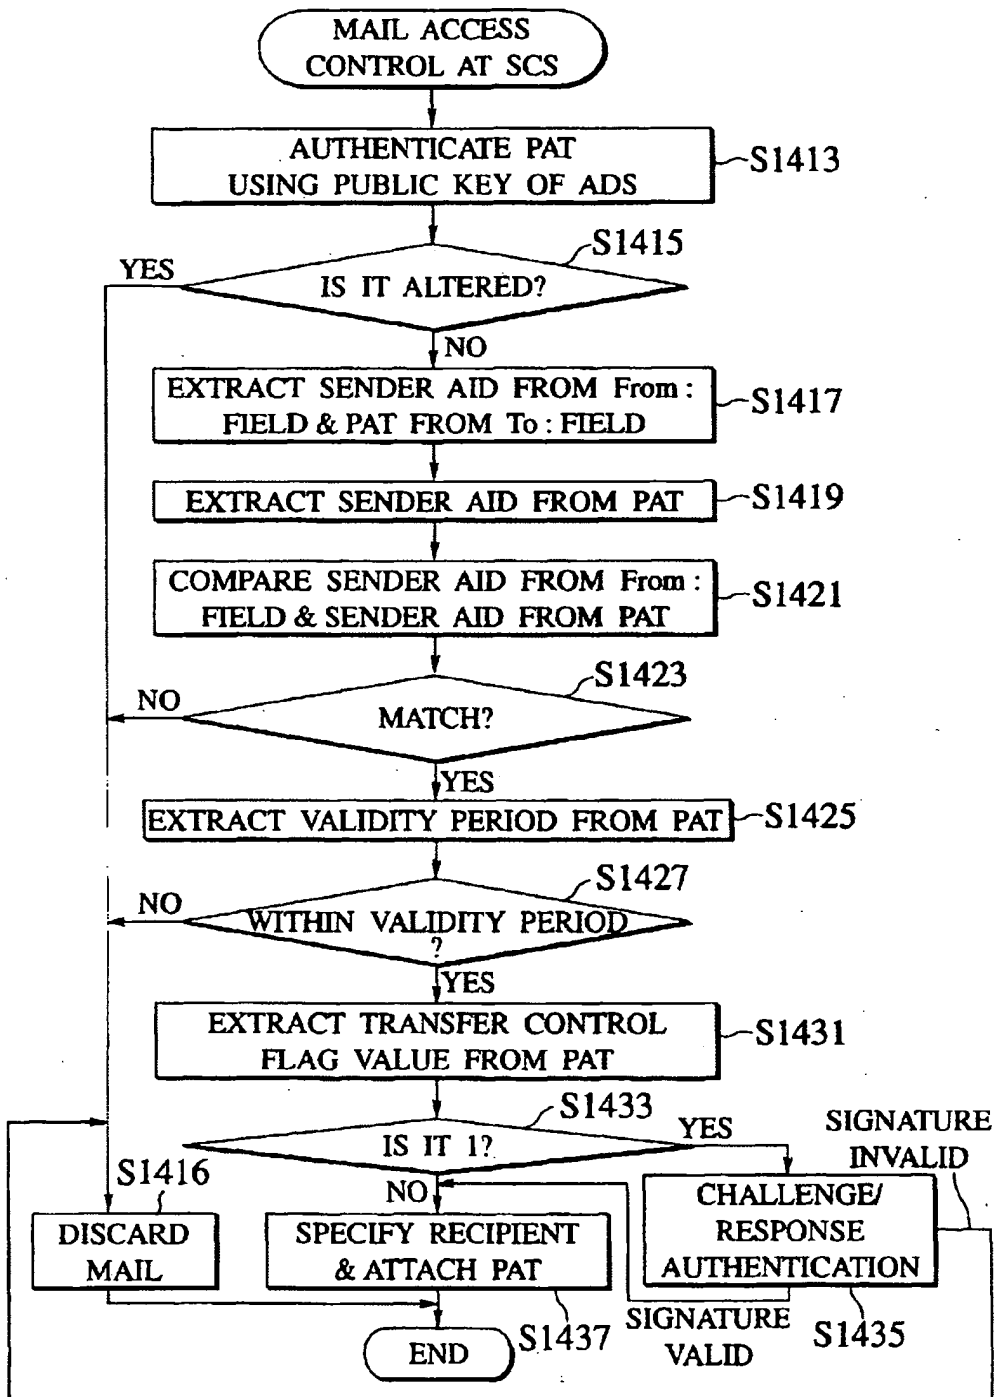 MAIL ACCESS
CONTROL AT SCS
AUTHENTICATE PAT
USING PUBLIC KEY OF ADS
S1413
S1415
YES
IS IT ALTERED?
NO
EXTRACT SENDER AID FROM From :
FIELD & PAT FROM To : FIELD
S1417
EXTRACT SENDER AID FROM PAT
S1419
COMPARE SENDER AID FROM From :
FIELD & SENDER AID FROM PAT
S1421
S1423
NO
MATCH?
YES
EXTRACT VALIDITY PERIOD FROM PAT
S1425
S1427
NO
WITHIN VALIDITY PERIOD
?
YES
EXTRACT TRANSFER CONTROL
FLAG VALUE FROM PAT
S1431
S1433
IS IT 1?
YES
SIGNATURE
INVALID
S1416
NO
DISCARD
MAIL
SPECIFY RECIPIENT
& ATTACH PAT
CHALLENGE/
RESPONSE
AUTHENTICATION
S1437
SIGNATURE
VALID
S1435
END